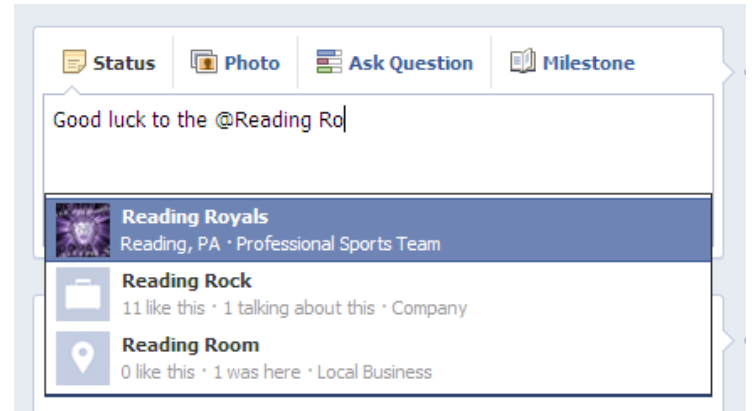 Status Photo Ask Question Milestone
Good luck to the @Reading Ro
Reading Royals
Reading, PA · Professional Sports Team
Reading Rock
11 like this · 1 talking about this · Company
Reading Room
0 like this · 1 was here · Local Business